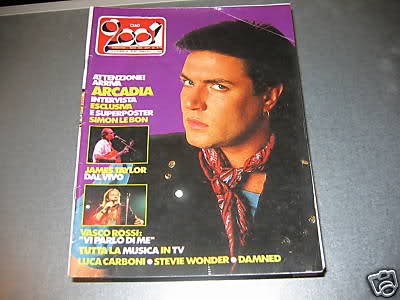 CIAO
2001
ATTENZIONE!
ARRIVA
ARCADIA
INTERVISTA
ESCLUSIVA
E SUPERPOSTER
SIMON LE BON
JAMES TAYLOR
DAL VIVO
VASCO ROSSI:
"VI PARLO DI ME"
TUTTA LA MUSICA IN TV
LUCA CARBONI • STEVIE WONDER • DAMNED